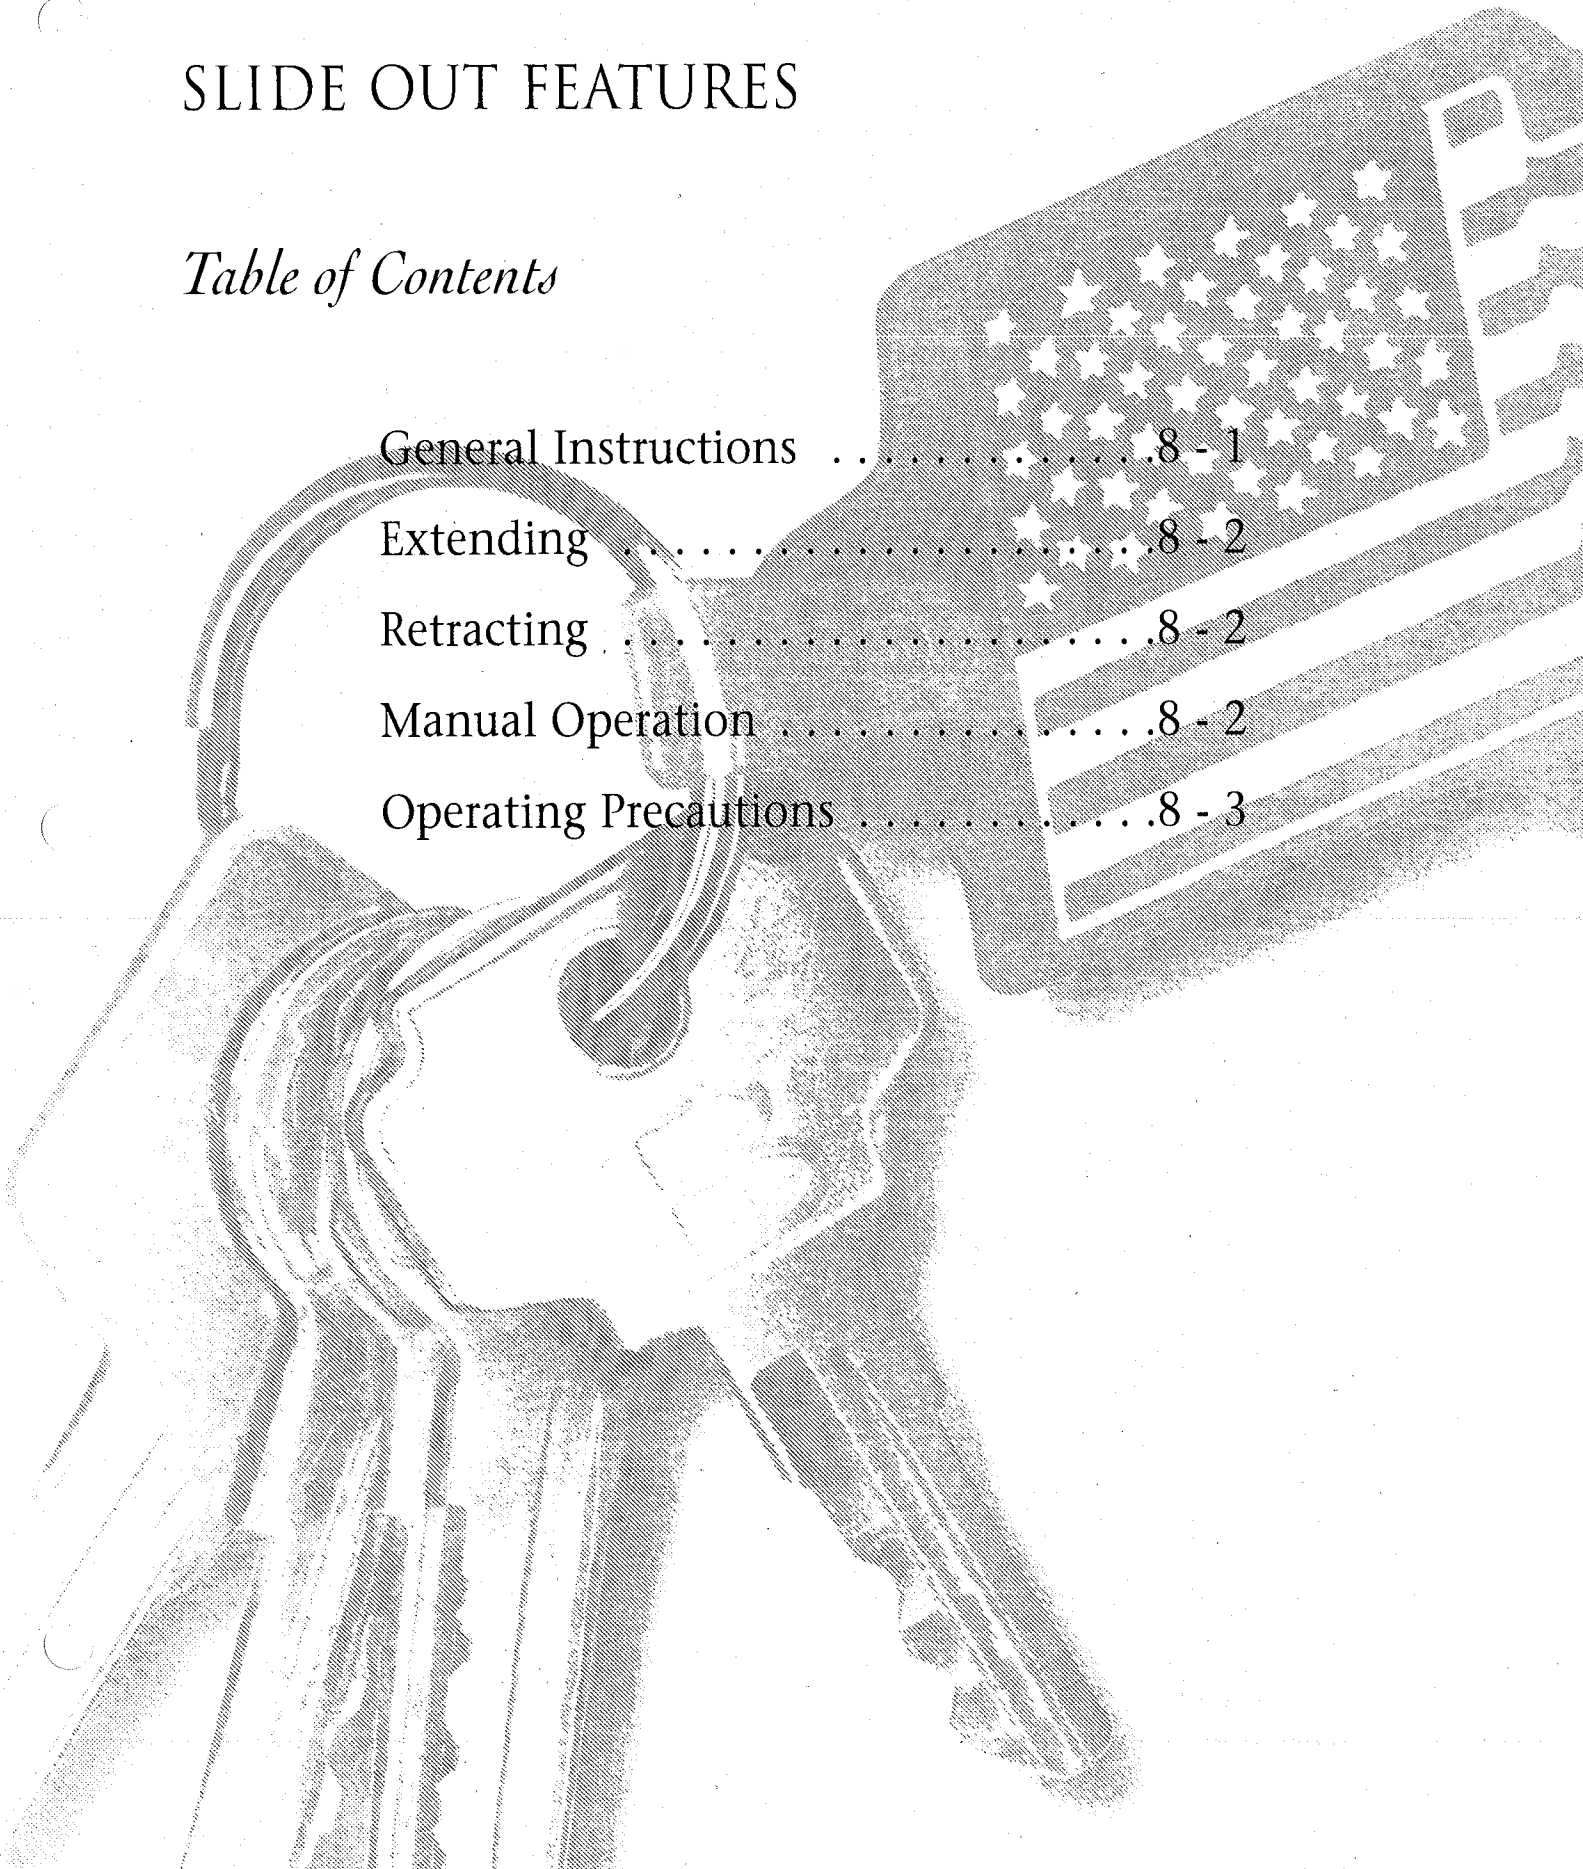 SLIDE OUT FEATURES
Table of Contents
General Instructions . . . . . . . . . . . . .8 - 1
Extending . . . . . . . . . . . . . . . . . . . . .8 - 2
Retracting . . . . . . . . . . . . . . . . . . . . .8 - 2
Manual Operation . . . . . . . . . . . . . . .8 - 2
Operating Precautions . . . . . . . . . . . .8 - 3